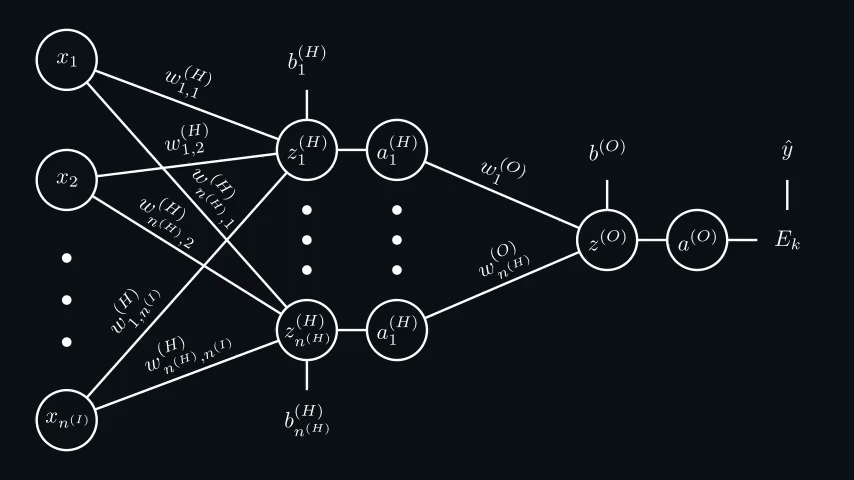 x_1
w_{1,1}^{(H)}
b_1^{(H)}
w_{1,2}^{(H)}
z_1^{(H)}
a_1^{(H)}
b^{(O)}
ŷ
x_2
w_{n^{(H)},1}^{(H)}
w_1^{(O)}
w_{n^{(H)},2}^{(H)}
z^{(O)}
a^{(O)}
E_k
w_{n^{(H)}}^{(O)}
w_{1,n^{(I)}}^{(H)}
z_{n^{(H)}}^{(H)}
a_1^{(H)}
w_{n^{(H)},n^{(I)}}^{(H)}
x_{n^{(I)}}
b_{n^{(H)}}^{(H)}